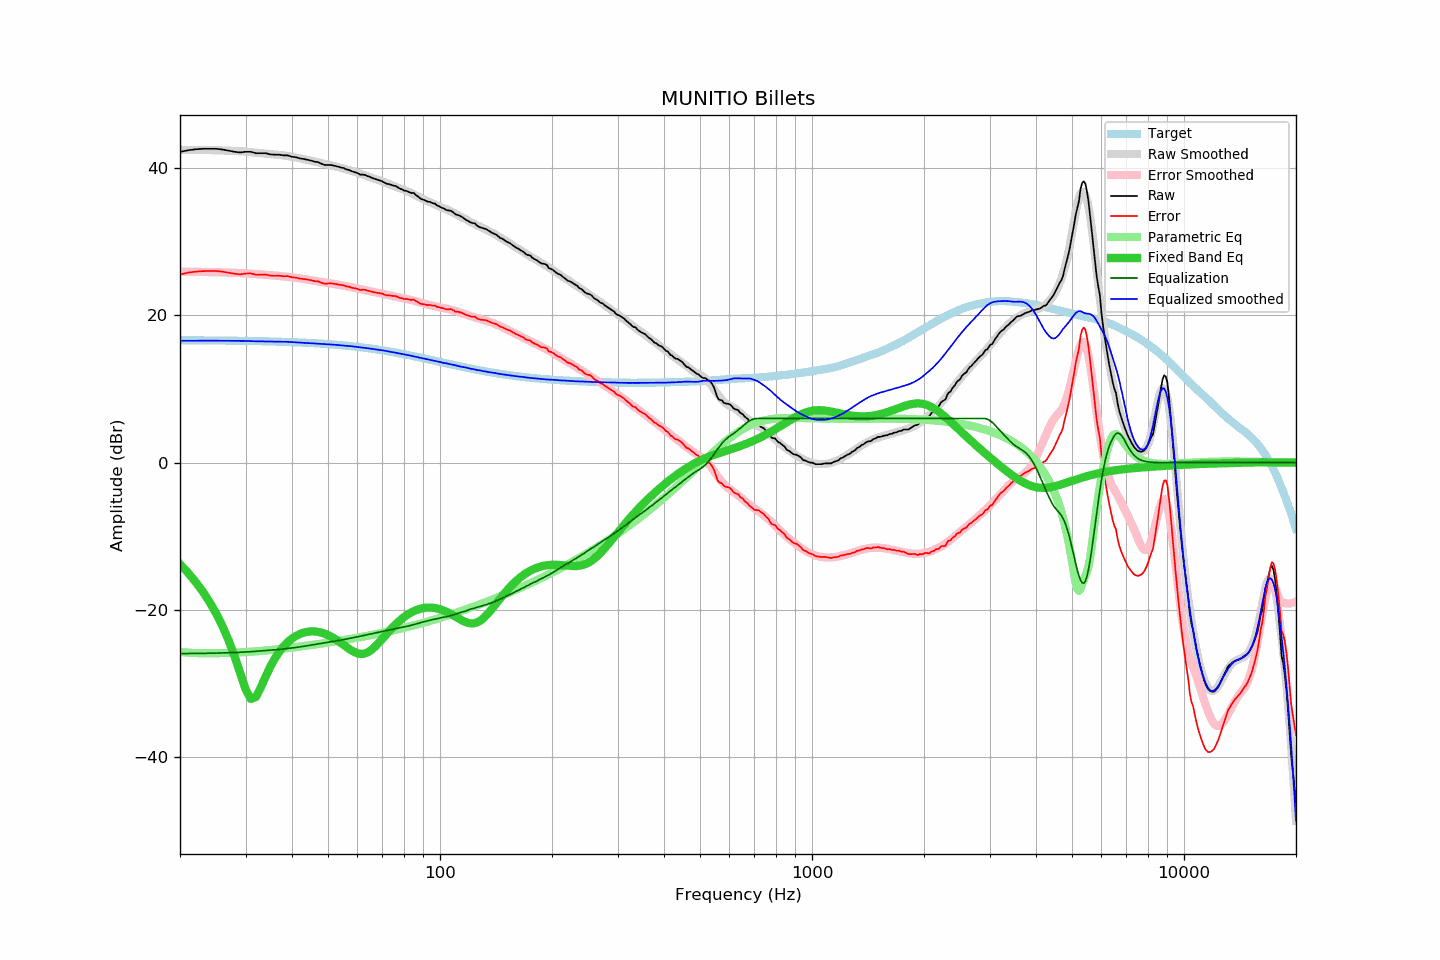 MUNITIO Billets
Target
Raw Smoothed
Error Smoothed
Raw
Error
Parametric Eq
Fixed Band Eq
Equalization
Equalized smoothed
40
20
0
−20
−40
Amplitude (dBr)
100
1000
10000
Frequency (Hz)